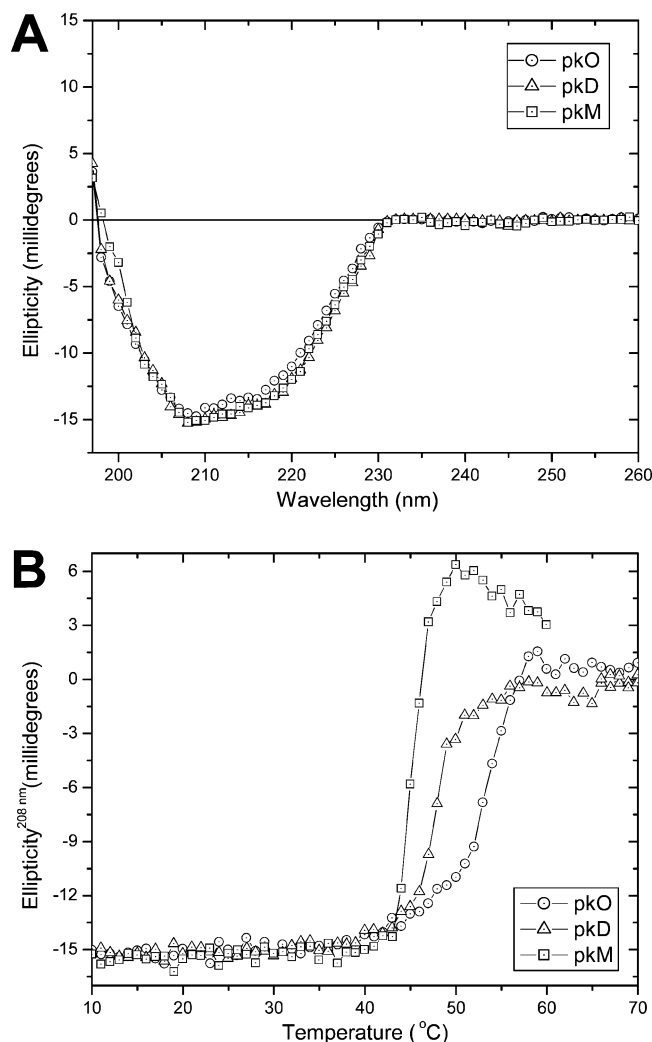 A
15
10
5
0
-5
-10
-15
Ellipticity (millidegrees)
pkO
pkD
pkM
200 210 220 230 240 250 260
Wavelength (nm)
B
6
3
0
-3
-6
-9
-12
-15
Ellipticity²⁰⁸ ⁿᵐ(millidegrees)
pkO
pkD
pkM
10 20 30 40 50 60 70
Temperature (°C)